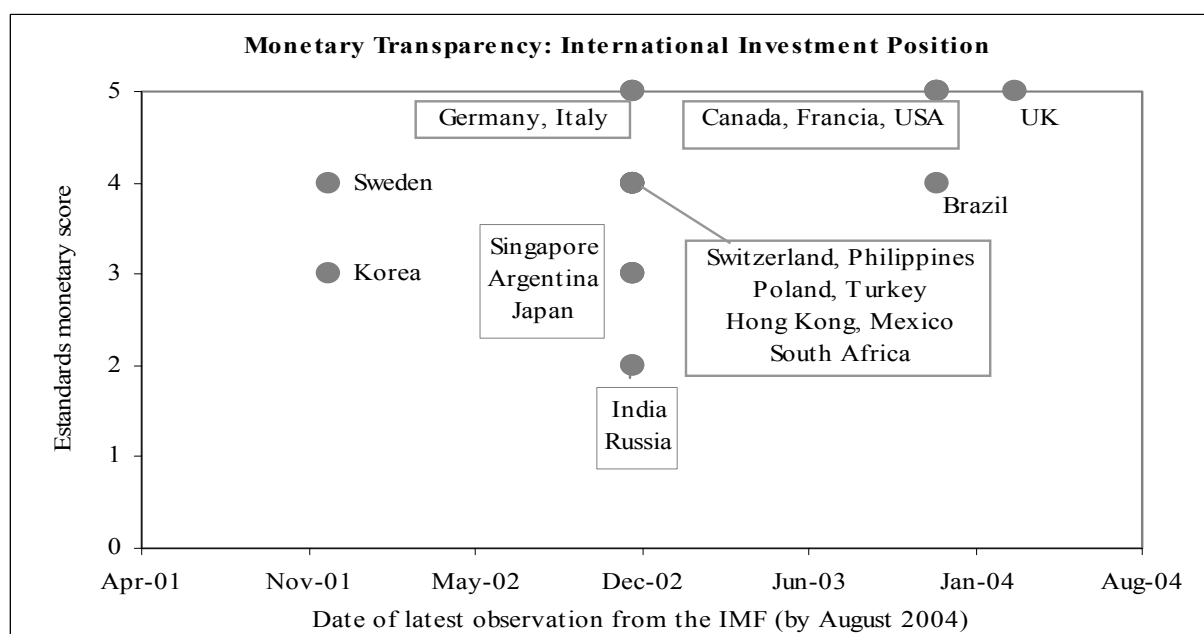 Monetary Transparency: International Investment Position
5
Germany, Italy
Canada, Francia, USA
UK
4
Sweden
Brazil
Singapore
Argentina
Japan
Switzerland, Philippines
Poland, Turkey
Hong Kong, Mexico
South Africa
3
Korea
2
India
Russia
1
0
Estandards monetary score
Apr-01 Nov-01 May-02 Dec-02 Jun-03 Jan-04 Aug-04
Date of latest observation from the IMF (by August 2004)